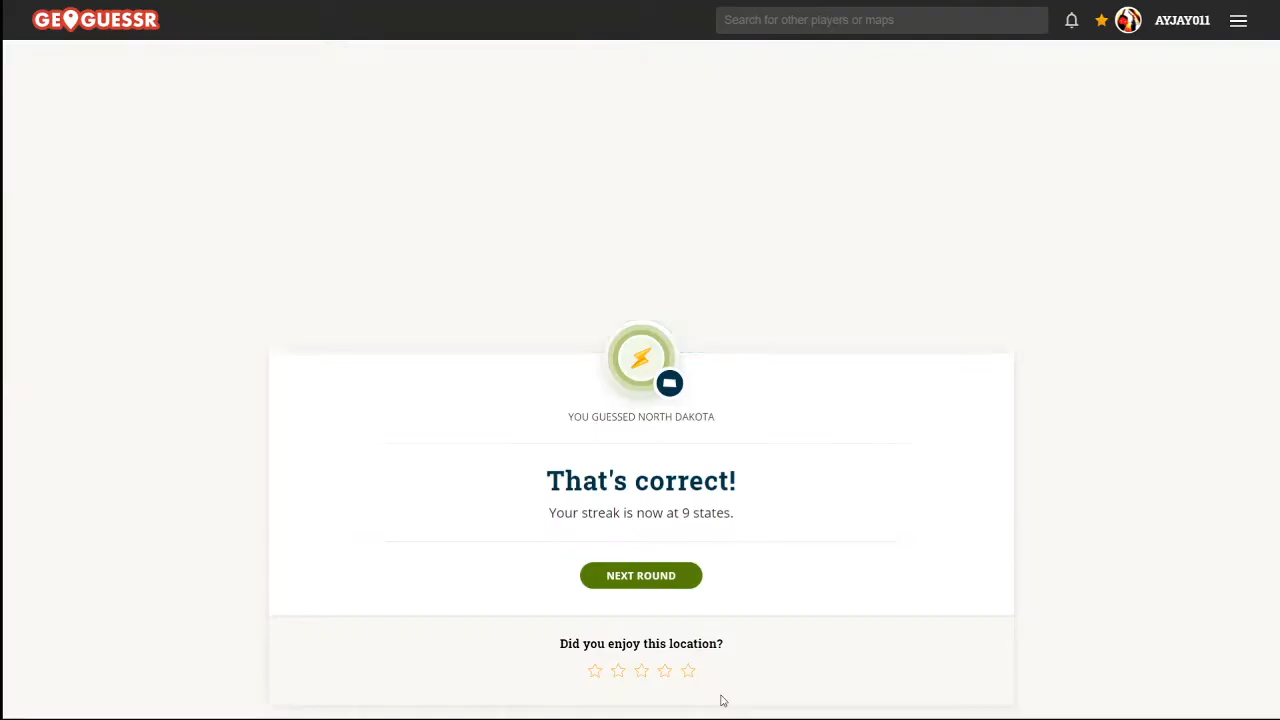 GEOGUESSR
Search for other players or maps
AYJAY011
YOU GUESSED NORTH DAKOTA
That's correct!
Your streak is now at 9 states.
NEXT ROUND
Did you enjoy this location?